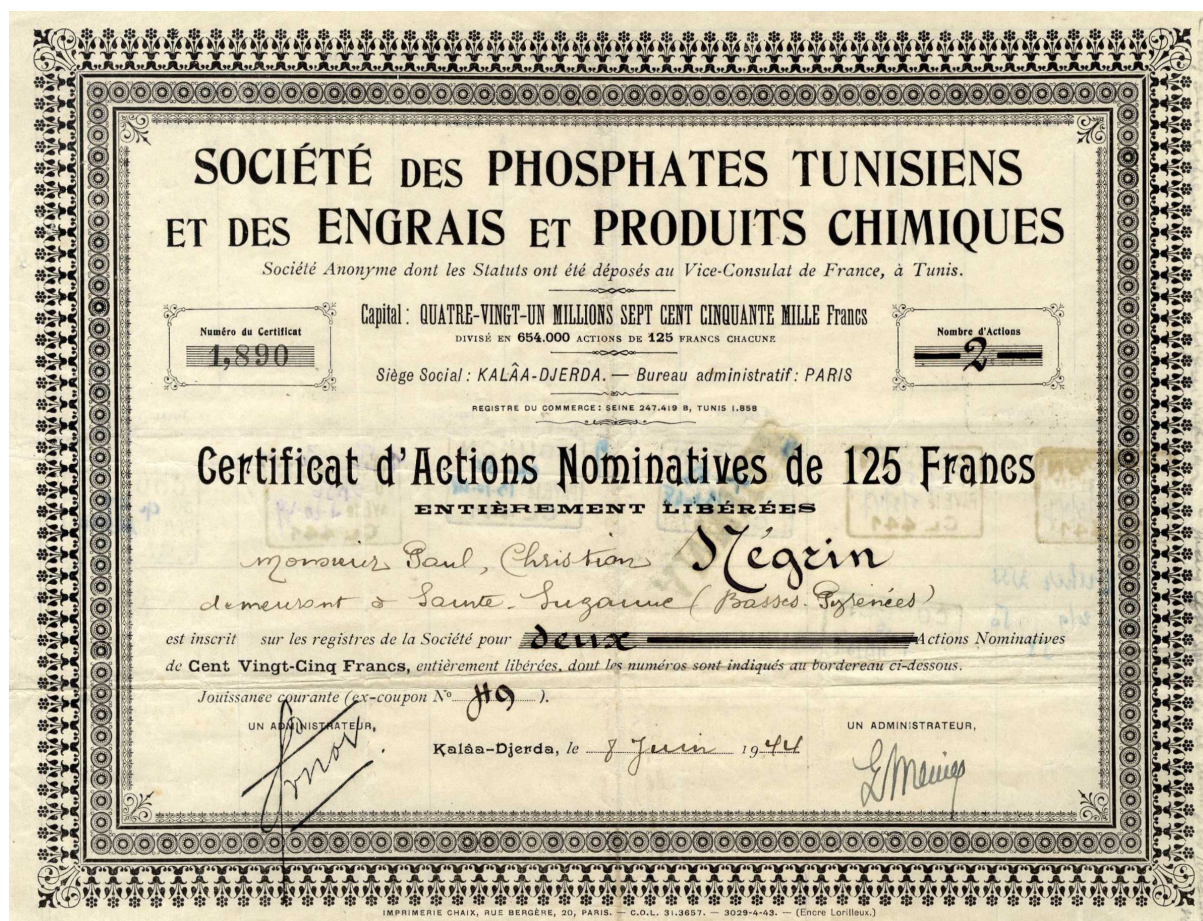 SOCIÉTÉ DES PHOSPHATES TUNISIENS
ET DES ENGRAIS ET PRODUITS CHIMIQUES
Société Anonyme dont les Statuts ont été déposés au Vice-Consulat de France, à Tunis.
Numéro du Certificat
1,890
Capital : QUATRE-VINGT-UN MILLIONS SEPT CENT CINQUANTE MILLE Francs
DIVISÉ EN 654.000 ACTIONS DE 125 FRANCS CHACUNE
Nombre d'Actions
2
Siège Social : KALÂA-DJERDA. — Bureau administratif : PARIS
REGISTRE DU COMMERCE : SEINE 247.419 B, TUNIS 1.858
Certificat d'Actions Nominatives de 125 Francs
ENTIÈREMENT LIBÉRÉES
Monsieur Paul, Christian Négrin
demeurant à Sainte-Suzanne (Basses-Pyrénées)
est inscrit sur les registres de la Société pour deux Actions Nominatives
de Cent Vingt-Cinq Francs, entièrement libérées, dont les numéros sont indiqués au bordereau ci-dessous.
Jouissance courante (ex-coupon N° 49 ).
UN ADMINISTRATEUR,
Kalâa-Djerda, le 8 Juin 1944
UN ADMINISTRATEUR,
IMPRIMERIE CHAIX, RUE BERGÈRE, 20, PARIS. — C.O.L. 31.3657. — 3029-4-43. — (Encre Lorilleux.)